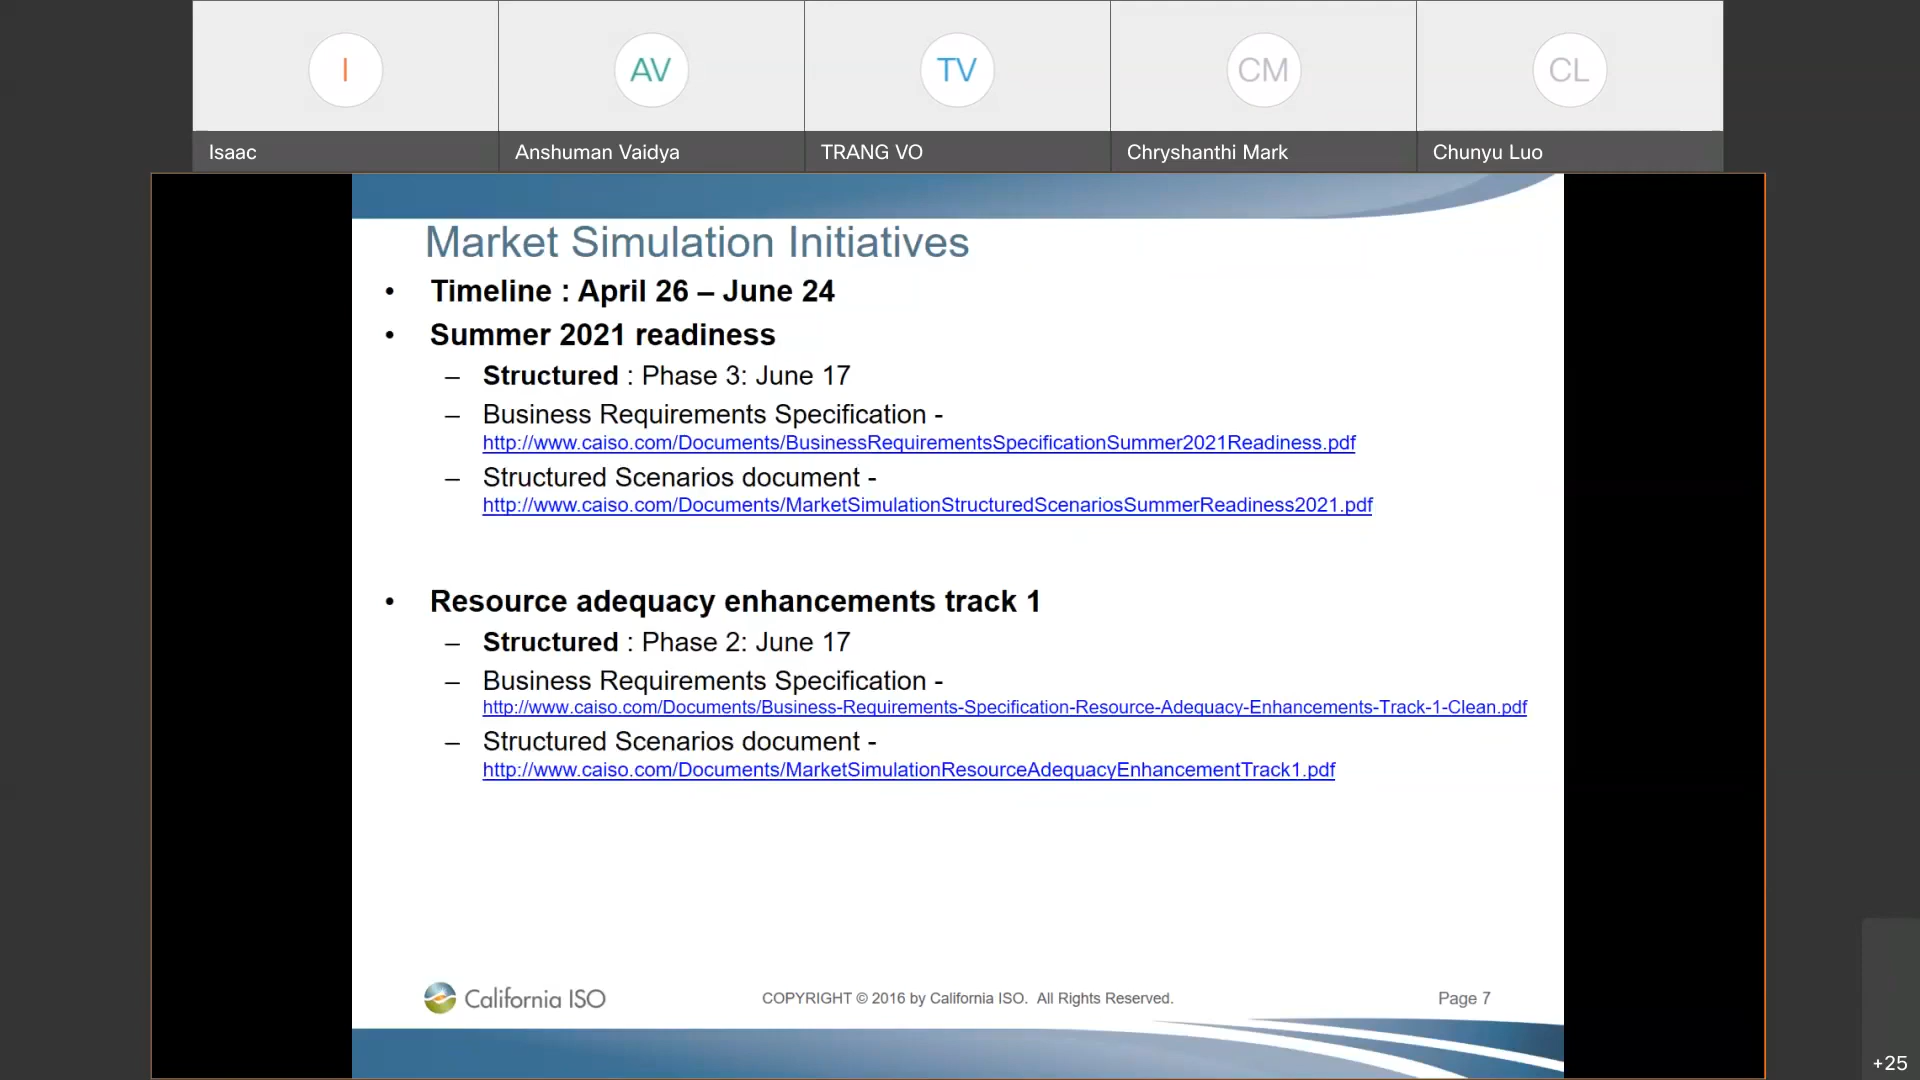 I
AV
TV
CM
CL
Isaac
Anshuman Vaidya
TRANG VO
Chryshanthi Mark
Chunyu Luo
Market Simulation Initiatives
• Timeline : April 26 – June 24
• Summer 2021 readiness
– Structured : Phase 3: June 17
– Business Requirements Specification -
http://www.caiso.com/Documents/BusinessRequirementsSpecificationSummer2021Readiness.pdf
– Structured Scenarios document -
http://www.caiso.com/Documents/MarketSimulationStructuredScenariosSummerReadiness2021.pdf
• Resource adequacy enhancements track 1
– Structured : Phase 2: June 17
– Business Requirements Specification -
http://www.caiso.com/Documents/Business-Requirements-Specification-Resource-Adequacy-Enhancements-Track-1-Clean.pdf
– Structured Scenarios document -
http://www.caiso.com/Documents/MarketSimulationResourceAdequacyEnhancementTrack1.pdf
California ISO
COPYRIGHT © 2016 by California ISO. All Rights Reserved.
Page 7
+25